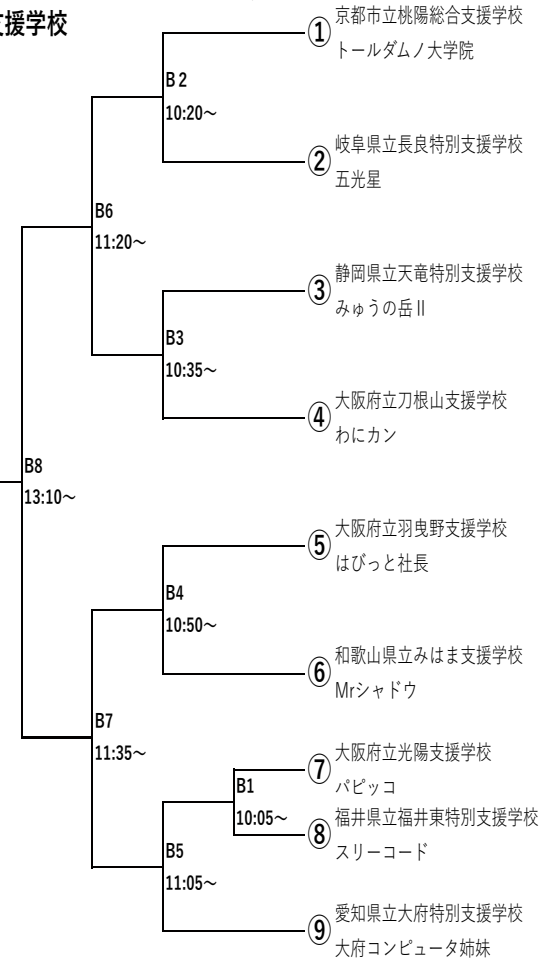 支援学校
① 京都市立桃陽総合支援学校
トールダムノ大学院
B 2
10:20～
② 岐阜県立長良特別支援学校
五光星
B6
11:20～
③ 静岡県立天竜特別支援学校
みゅうの岳Ⅱ
B3
10:35～
④ 大阪府立刀根山支援学校
わにカン
B8
13:10～
⑤ 大阪府立羽曳野支援学校
はびっと社長
B4
10:50～
⑥ 和歌山県立みはま支援学校
Mrシャドウ
B7
11:35～
⑦ 大阪府立光陽支援学校
パピッコ
B1
10:05～
⑧ 福井県立福井東特別支援学校
スリーコード
B5
11:05～
⑨ 愛知県立大府特別支援学校
大府コンピュータ姉妹